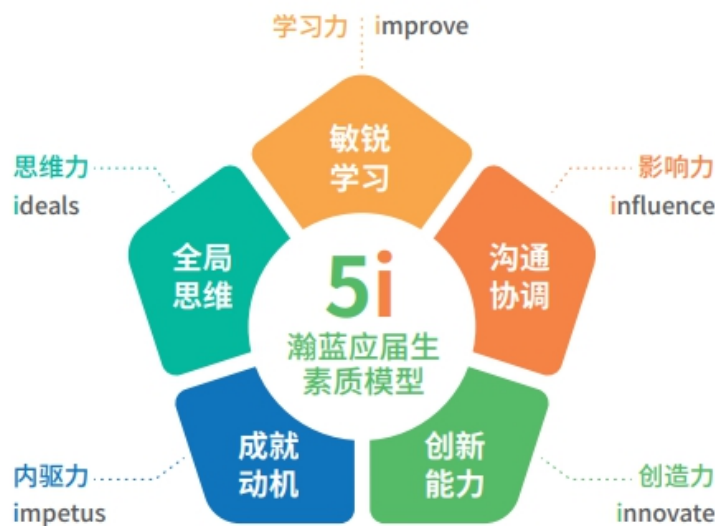 学习力 improve
敏锐
学习
思维力
ideals
影响力
influence
全局
思维
沟通
协调
5i
瀚蓝应届生
素质模型
成就
动机
创新
能力
内驱力
impetus
创造力
innovate